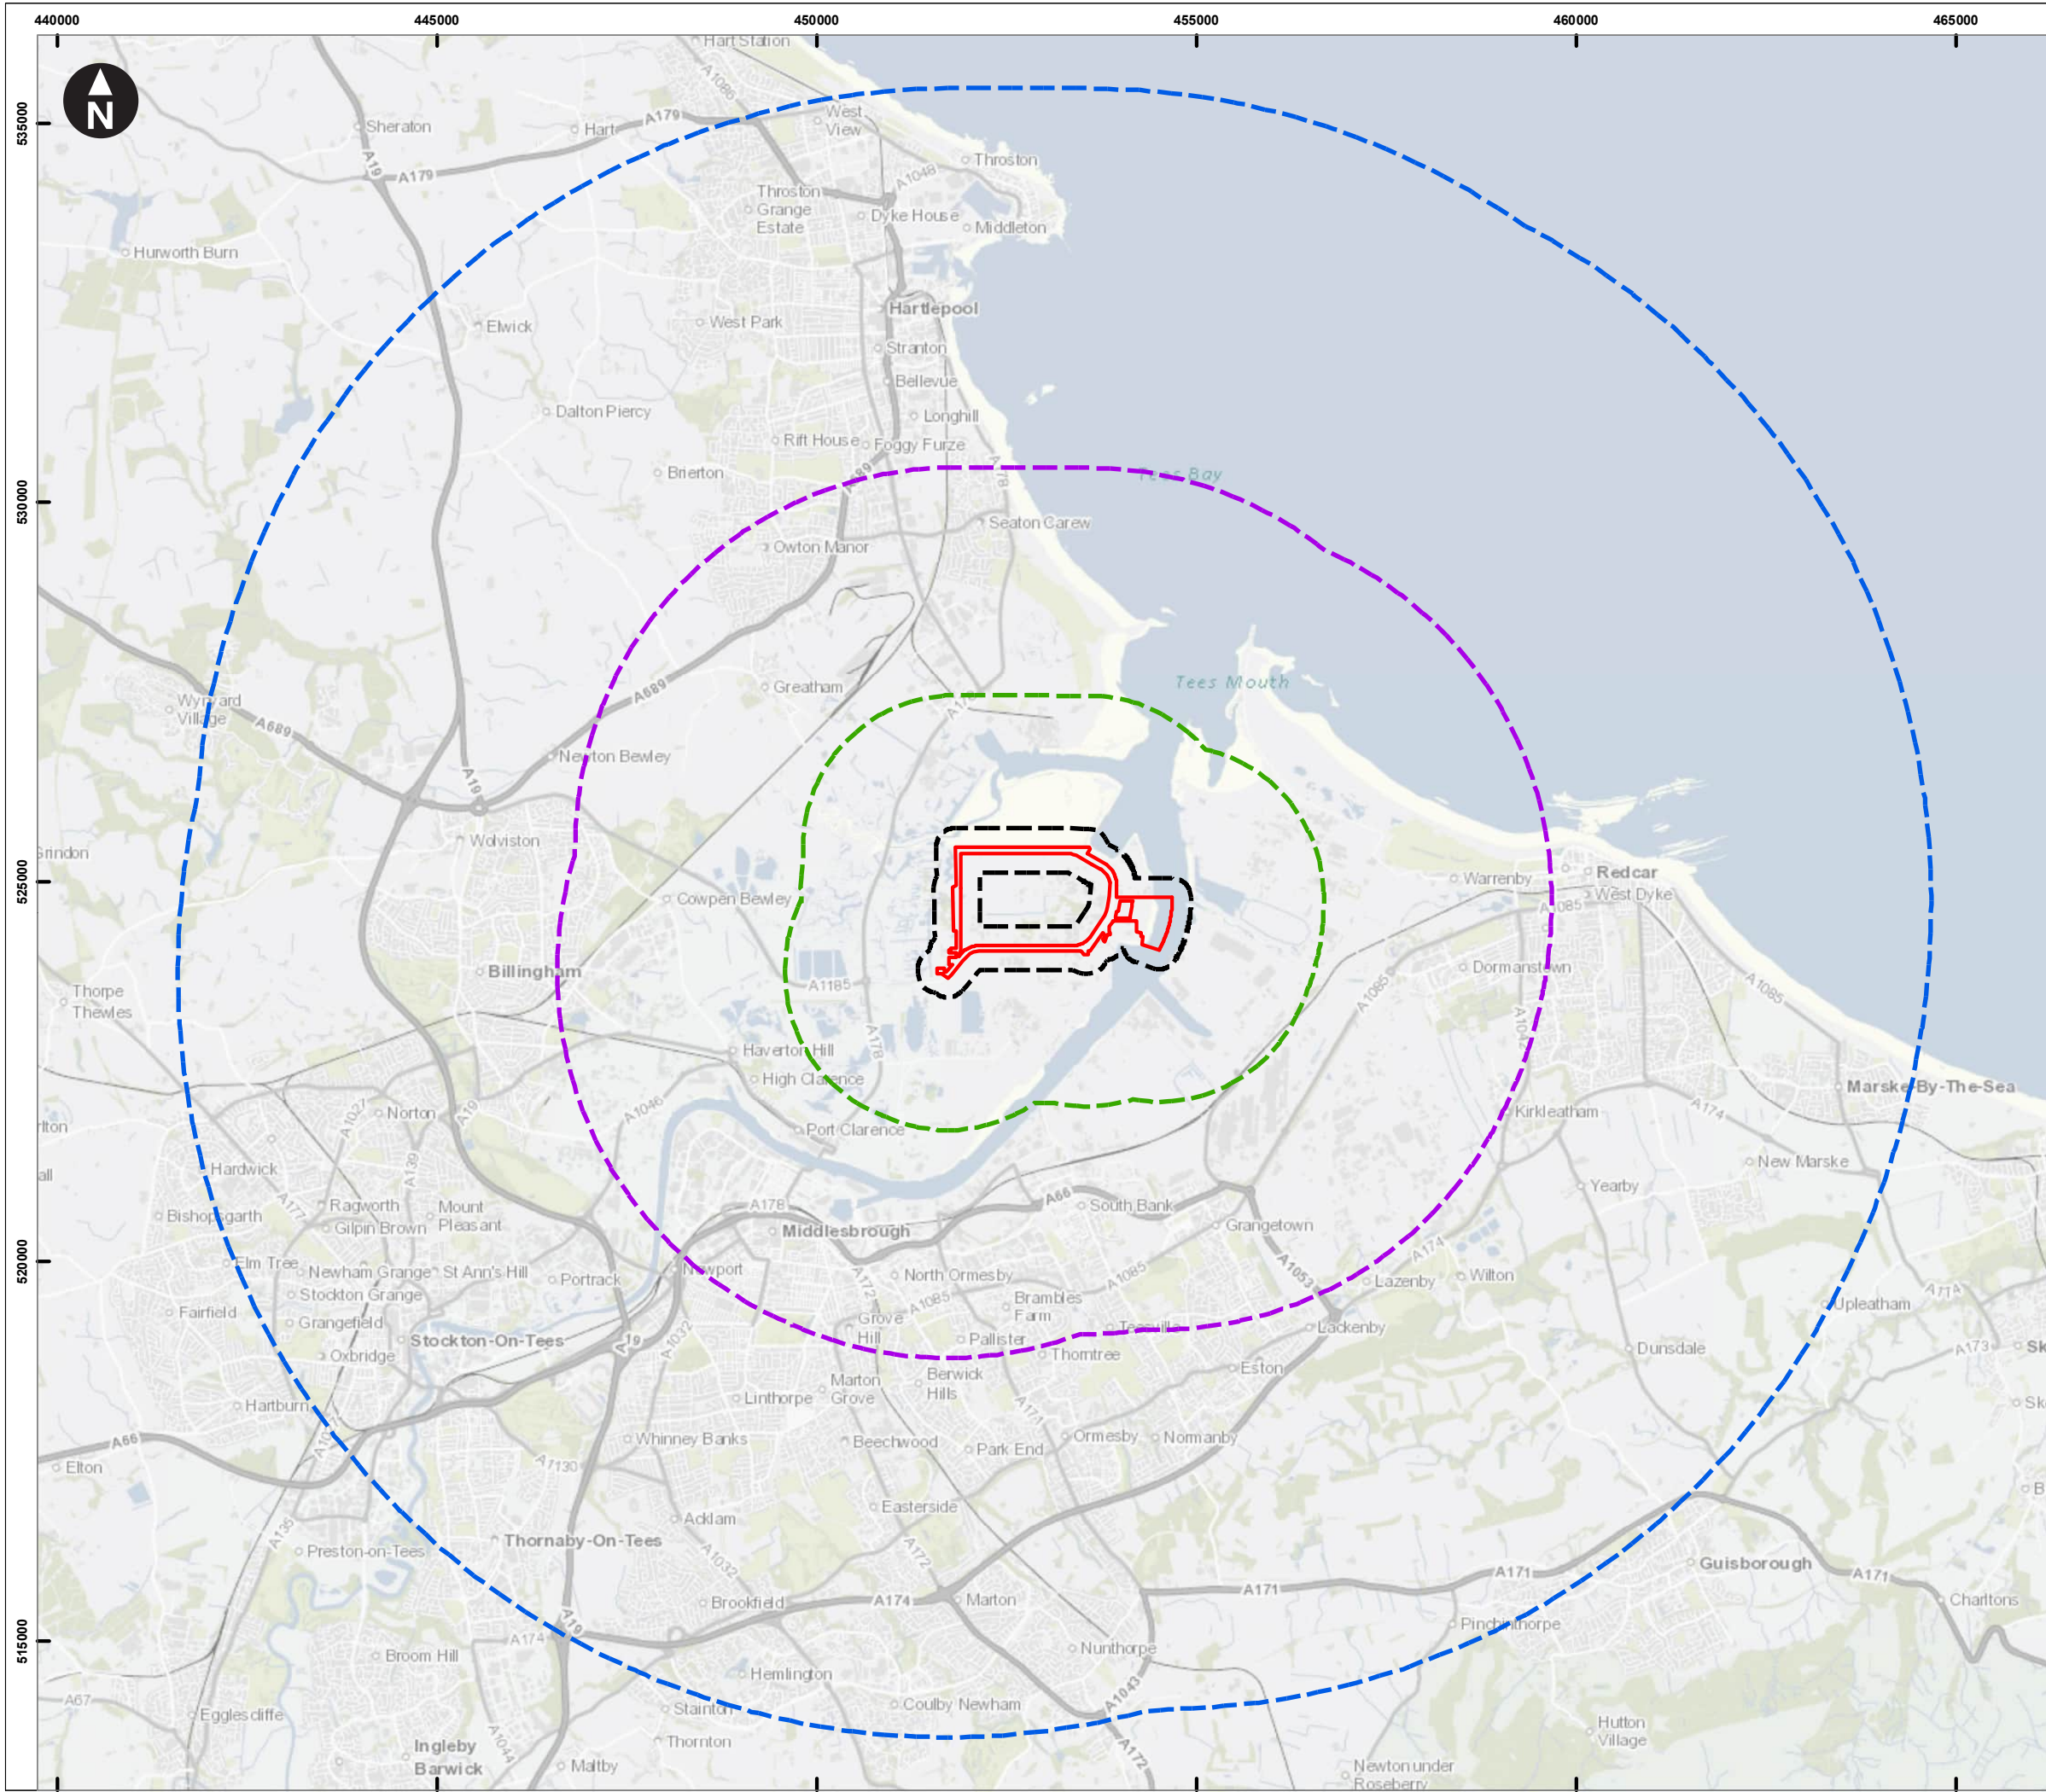 440000
445000
450000
455000
460000
465000
Hart Station
A1086
535000
N
Sheraton
Hart
A179
West
View
A19
A179
Throston
A1048
Throston
Grange
Estate
Dyke House
Middleton
Hurworth Burn
Hartlepool
West Park
Elwick
Stranton
Bellevue
Dalton Piercy
Longhill
Rift House
Foggy Furze
Brierton
A689
A178
Tees Bay
530000
Seaton Carew
Owton Manor
Greatham
Tees Mouth
A689
Wynyard
Village
A689
A178
Newton Bewley
A19
Wolviston
Grindon
525000
Cowpen Bewley
Warrenby
Redcar
West Dyke
A1085
Billingham
Dormanstown
A1185
A1085
A1085
Thorpe
Thewles
A1042
A178
Haverton Hill
High Clarence
Marske-By-The-Sea
A1046
A1027
Norton
A19
Kirkleatham
A174
Port Clarence
A139
Hardwick
New Marske
Yearby
A177
Ragworth
Mount
Pleasant
Bishopsgarth
Gilpin Brown
A178
A66
South Bank
Middlesbrough
Grangetown
520000
Elm Tree
Newham Grange
St Ann's Hill
Portrack
Newport
A172
North Ormesby
A1085
A1053
A174
Lazenby
Wilton
Stockton Grange
A1085
Brambles
Farm
A174
Upleatham
Fairfield
Grangefield
Grove
Hill
Teesville
Lackenby
Stockton-On-Tees
A19
A1032
Pallister
Thorntree
Dunsdale
A173
Sk
Oxbridge
Eston
Marton
Grove
Berwick
Hills
Linthorpe
Hartburn
A171
Sk
A66
Whinney Banks
Beechwood
Park End
Ormesby
Normanby
Elton
A1130
B
Easterside
Acklam
A135
Thornaby-On-Tees
Preston-on-Tees
A1032
A172
A171
A171
Guisborough
A171
Brookfield
A174
Marton
Charltons
515000
A19
A174
Pinchinthorpe
Broom Hill
Nunthorpe
Hemlington
A67
Egglescliffe
Stainton
Coulby Newham
A1043
Hutton
Village
Thornton
A1044
Ingleby
Barwick
Maltby
A172
Newton under
Roseberry